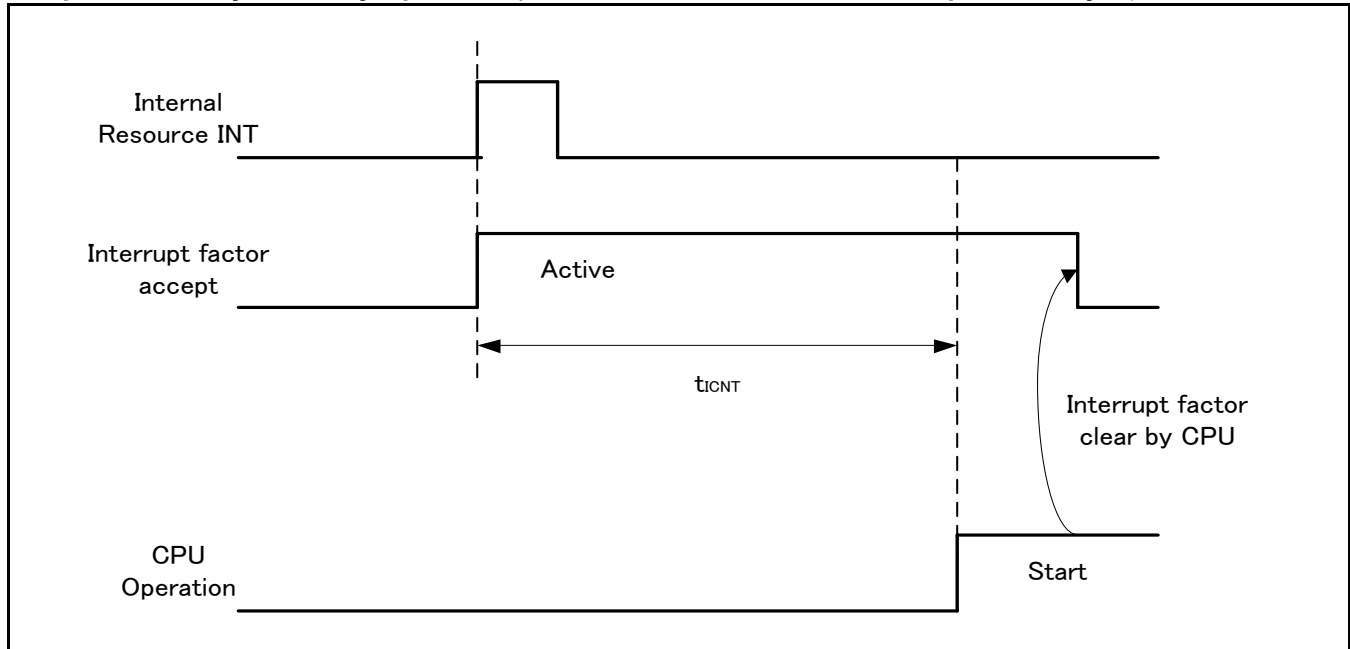 Internal
Resource INT
Interrupt factor
accept
Active
tICNT
Interrupt factor
clear by CPU
CPU
Operation
Start